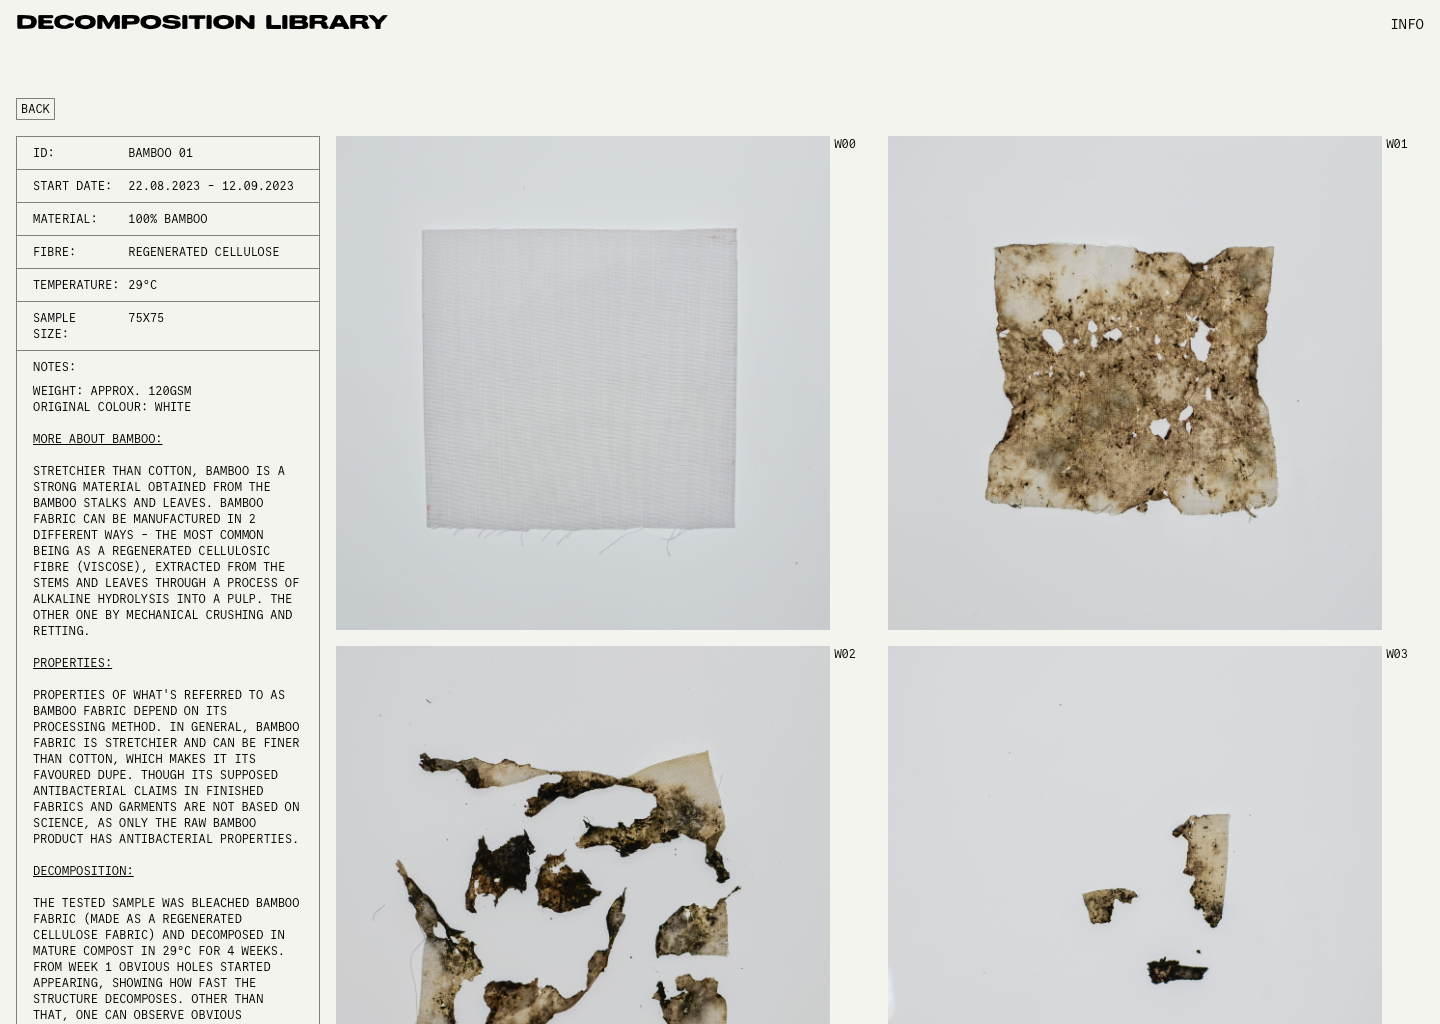 DECOMPOSITION LIBRARY
INFO
BACK
ID: BAMBOO 01
START DATE: 22.08.2023 - 12.09.2023
MATERIAL: 100% BAMBOO
FIBRE: REGENERATED CELLULOSE
TEMPERATURE: 29°C
SAMPLE 75X75
SIZE:
NOTES:
WEIGHT: APPROX. 120GSM
ORIGINAL COLOUR: WHITE
MORE ABOUT BAMBOO:
STRETCHIER THAN COTTON, BAMBOO IS A
STRONG MATERIAL OBTAINED FROM THE
BAMBOO STALKS AND LEAVES. BAMBOO
FABRIC CAN BE MANUFACTURED IN 2
DIFFERENT WAYS - THE MOST COMMON
BEING AS A REGENERATED CELLULOSIC
FIBRE (VISCOSE), EXTRACTED FROM THE
STEMS AND LEAVES THROUGH A PROCESS OF
ALKALINE HYDROLYSIS INTO A PULP. THE
OTHER ONE BY MECHANICAL CRUSHING AND
RETTING.
PROPERTIES:
PROPERTIES OF WHAT'S REFERRED TO AS
BAMBOO FABRIC DEPEND ON ITS
PROCESSING METHOD. IN GENERAL, BAMBOO
FABRIC IS STRETCHIER AND CAN BE FINER
THAN COTTON, WHICH MAKES IT ITS
FAVOURED DUPE. THOUGH ITS SUPPOSED
ANTIBACTERIAL CLAIMS IN FINISHED
FABRICS AND GARMENTS ARE NOT BASED ON
SCIENCE, AS ONLY THE RAW BAMBOO
PRODUCT HAS ANTIBACTERIAL PROPERTIES.
DECOMPOSITION:
THE TESTED SAMPLE WAS BLEACHED BAMBOO
FABRIC (MADE AS A REGENERATED
CELLULOSE FABRIC) AND DECOMPOSED IN
MATURE COMPOST IN 29°C FOR 4 WEEKS.
FROM WEEK 1 OBVIOUS HOLES STARTED
APPEARING, SHOWING HOW FAST THE
STRUCTURE DECOMPOSES. OTHER THAN
THAT, ONE CAN OBSERVE OBVIOUS
W00
W01
W02
W03